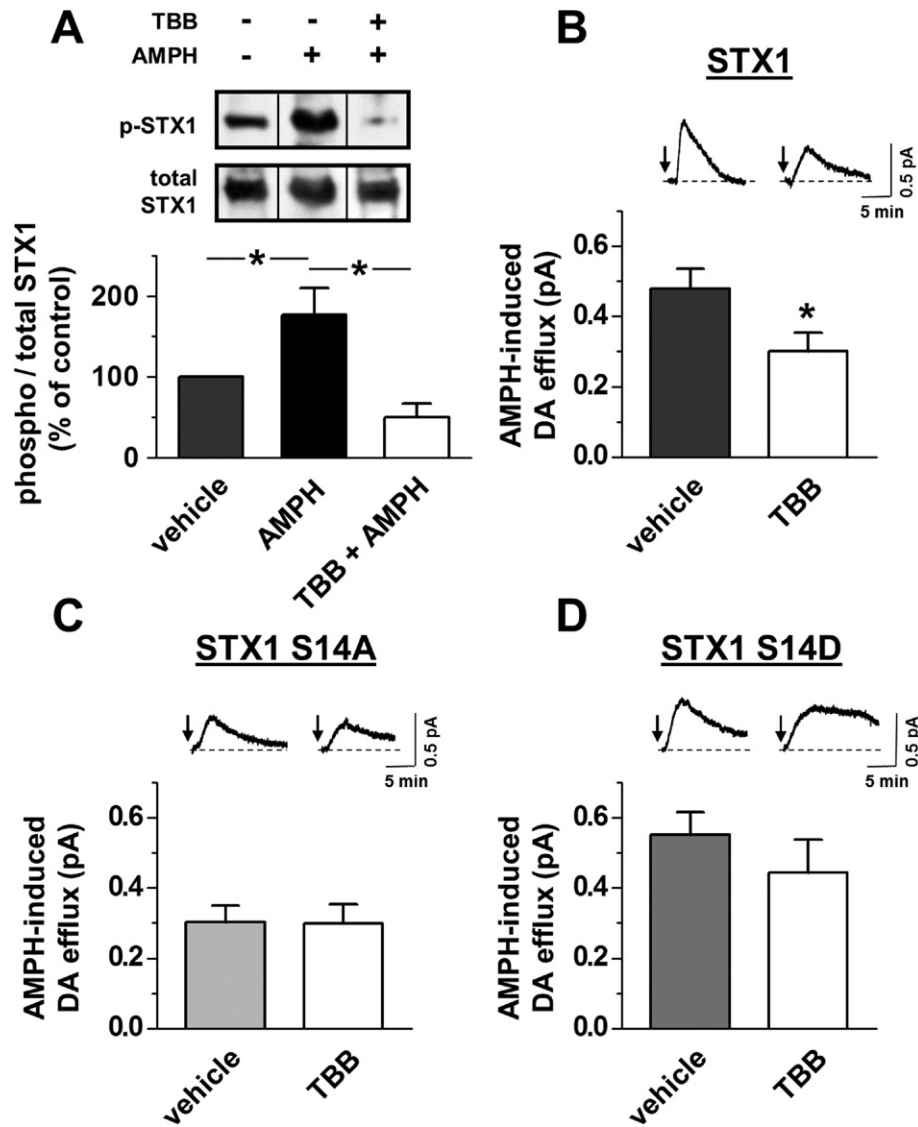 A
TBB - - +
AMPH - + +
p-STX1
total
STX1
phospho / total STX1
(% of control)
200
100
0
* *
vehicle
AMPH
TBB + AMPH
B
STX1
0.5 pA
5 min
AMPH-induced
DA efflux (pA)
0.6
0.4
0.2
0.0
*
vehicle
TBB
C
STX1 S14A
0.5 pA
5 min
AMPH-induced
DA efflux (pA)
0.6
0.4
0.2
0.0
vehicle
TBB
D
STX1 S14D
0.5 pA
5 min
AMPH-induced
DA efflux (pA)
0.6
0.4
0.2
0.0
vehicle
TBB